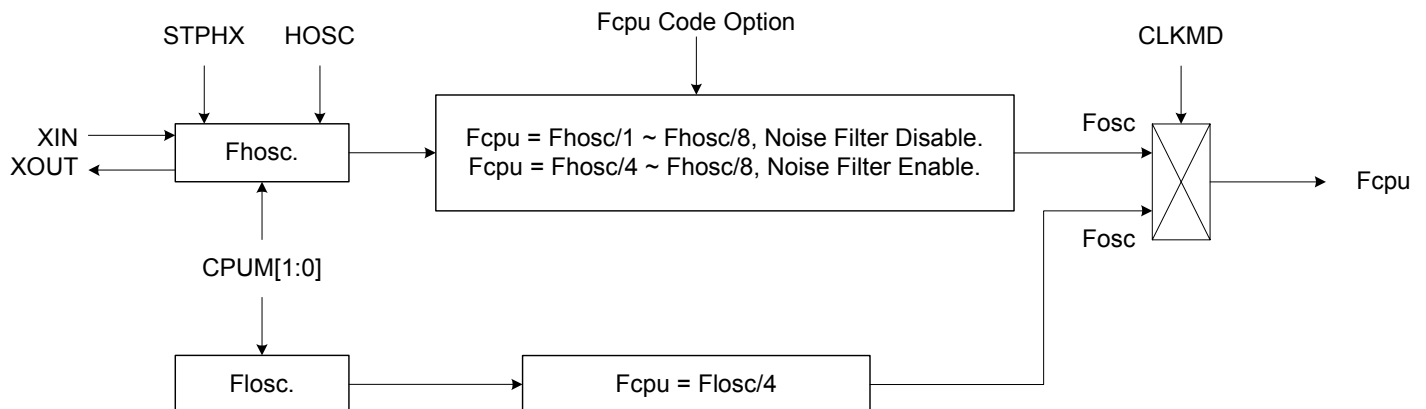 Fcpu Code Option
STPHX
HOSC
CLKMD
XIN
XOUT
Fhosc.
Fcpu = Fhosc/1 ~ Fhosc/8, Noise Filter Disable.
Fcpu = Fhosc/4 ~ Fhosc/8, Noise Filter Enable.
Fosc
Fcpu
Fosc
CPUM[1:0]
Flosc.
Fcpu = Flosc/4